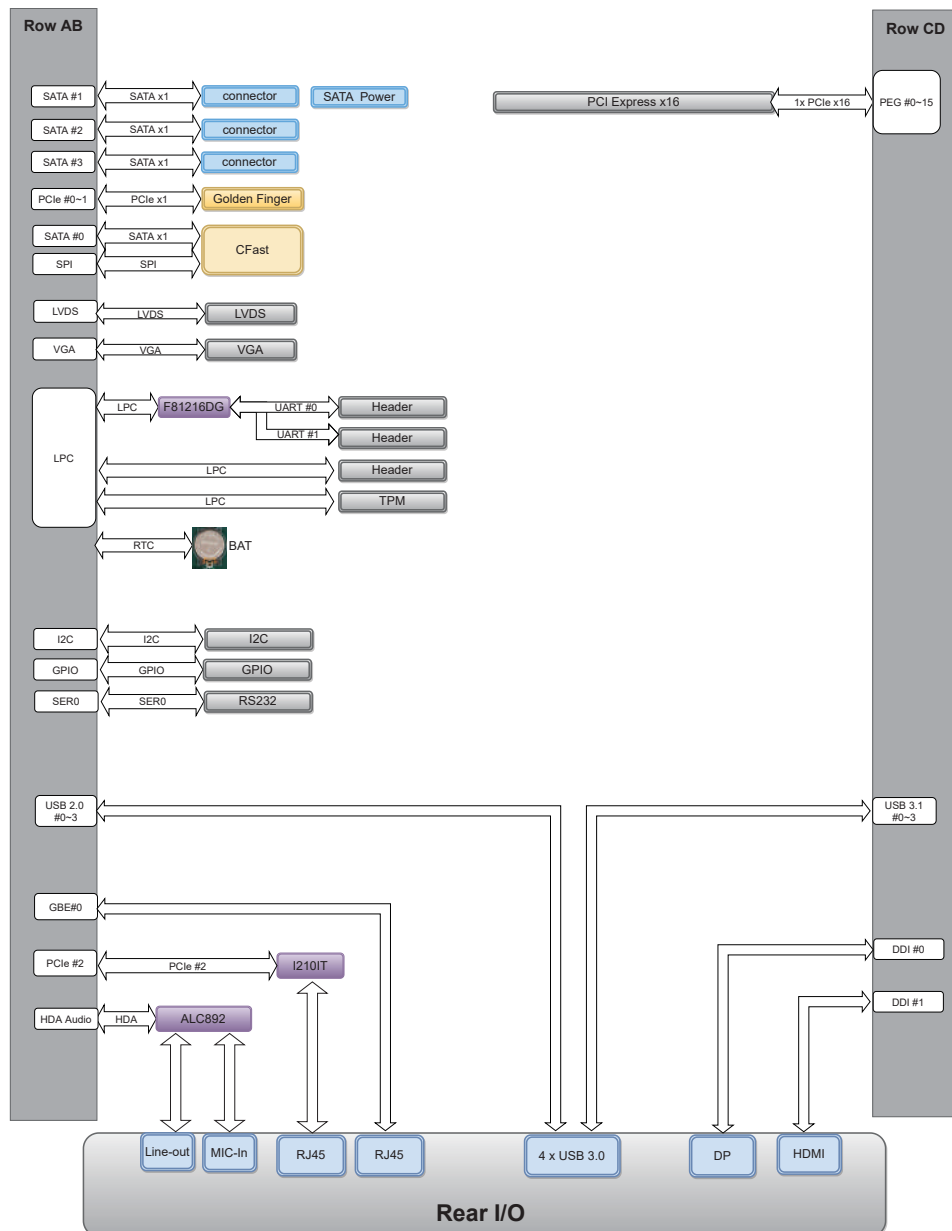 Row AB
Row CD
SATA #1
SATA x1
connector
SATA Power
PCI Express x16
1x PCIe x16
PEG #0~15
SATA #2
SATA x1
connector
SATA #3
SATA x1
connector
PCIe #0~1
PCIe x1
Golden Finger
SATA #0
SATA x1
CFast
SPI
SPI
LVDS
LVDS
LVDS
VGA
VGA
VGA
LPC
LPC
F81216DG
UART #0
Header
UART #1
Header
LPC
Header
LPC
TPM
RTC
BAT
I2C
I2C
I2C
GPIO
GPIO
GPIO
SER0
SER0
RS232
USB 2.0
#0~3
USB 3.1
#0~3
GBE#0
PCIe #2
PCIe #2
I210IT
DDI #0
HDA Audio
HDA
ALC892
DDI #1
Line-out
MIC-In
RJ45
RJ45
4 x USB 3.0
DP
HDMI
Rear I/O